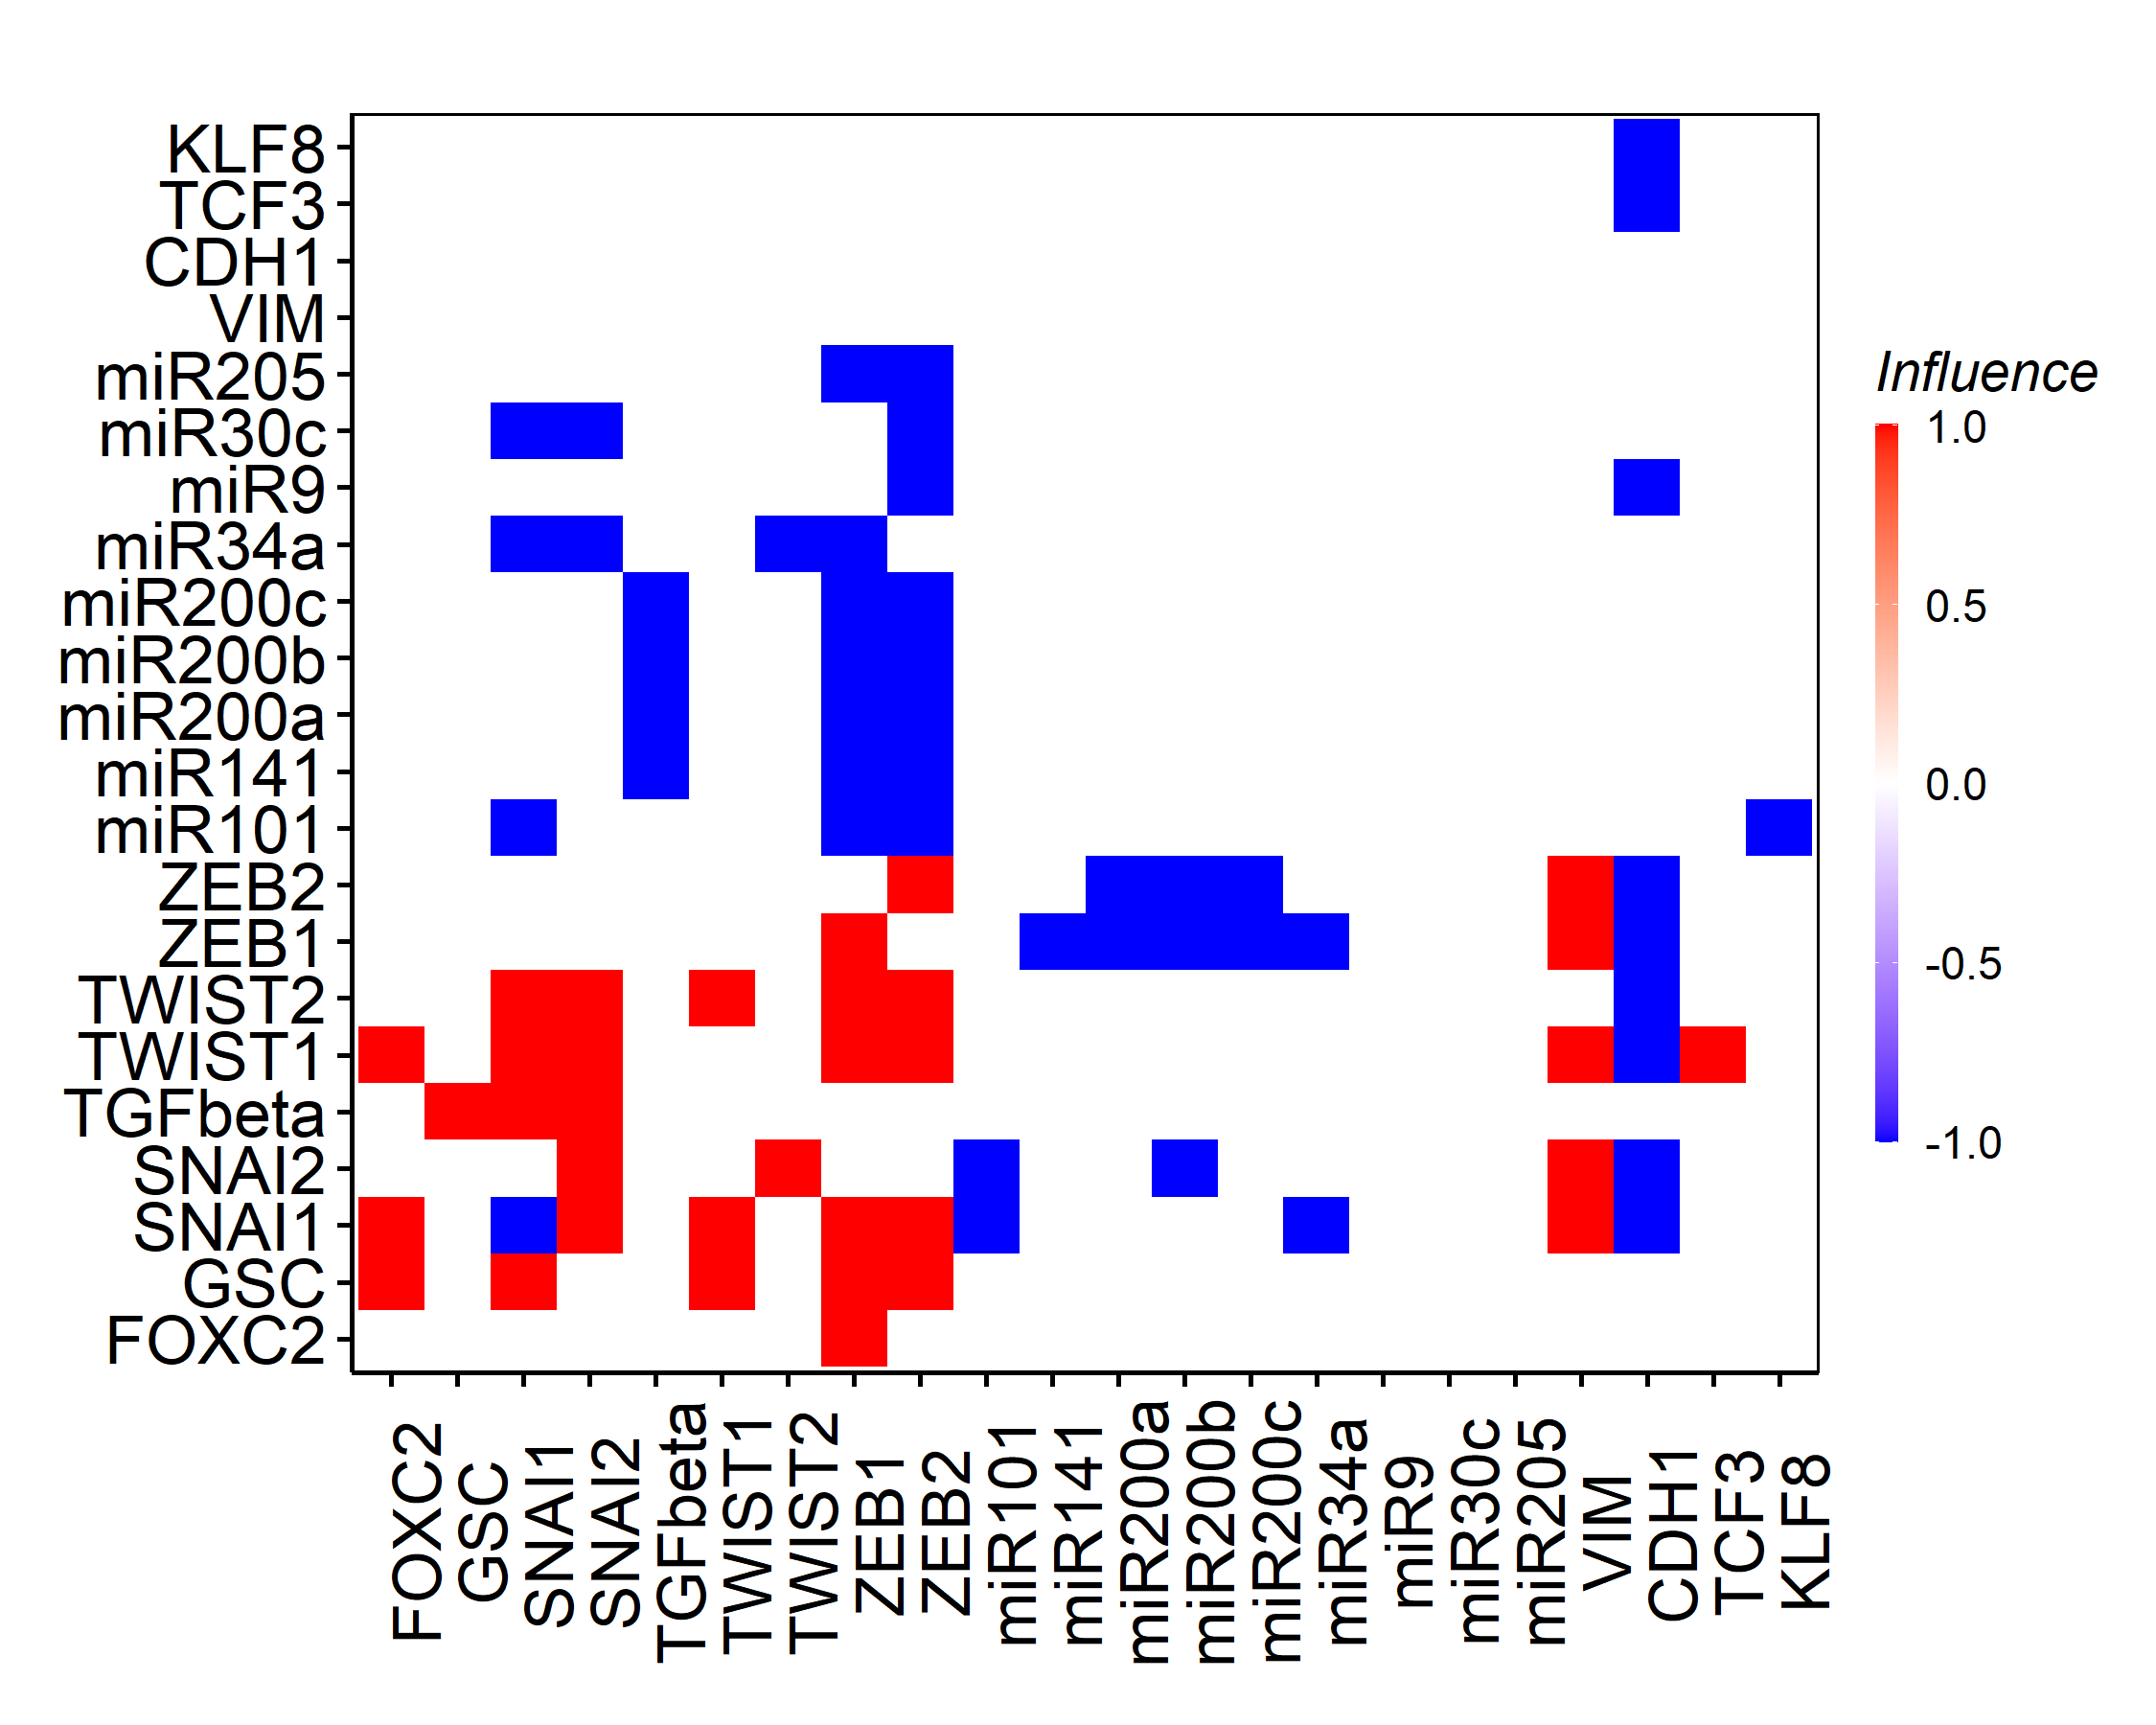 KLF8
TCF3
CDH1
VIM
miR205
miR30c
miR9
miR34a
miR200c
miR200b
miR200a
miR141
miR101
ZEB2
ZEB1
TWIST2
TWIST1
TGFbeta
SNAI2
SNAI1
GSC
FOXC2
FOXC2
GSC
SNAI1
SNAI2
TGFbeta
TWIST1
TWIST2
ZEB1
ZEB2
miR101
miR141
miR200a
miR200b
miR200c
miR34a
miR9
miR30c
miR205
VIM
CDH1
TCF3
KLF8
Influence
1.0
0.5
0.0
-0.5
-1.0